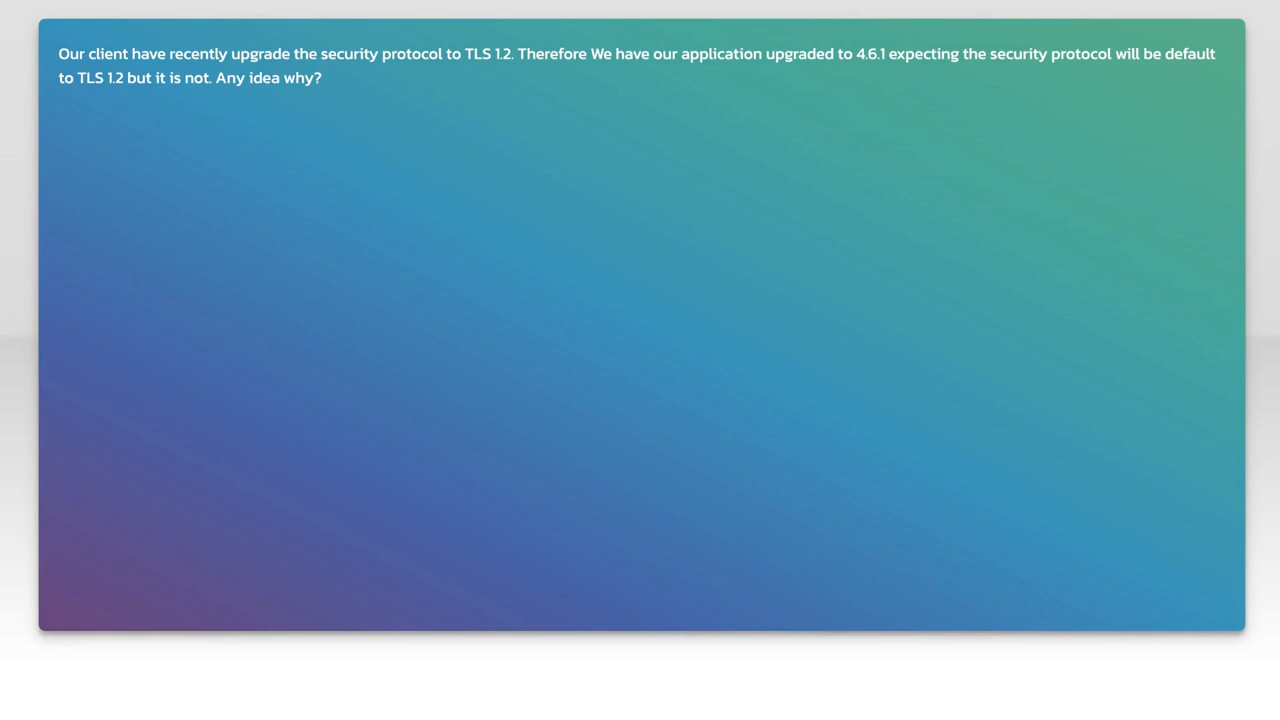 Our client have recently upgrade the security protocol to TLS 1.2. Therefore We have our application upgraded to 4.6.1 expecting the security protocol will be default
to TLS 1.2 but it is not. Any idea why?